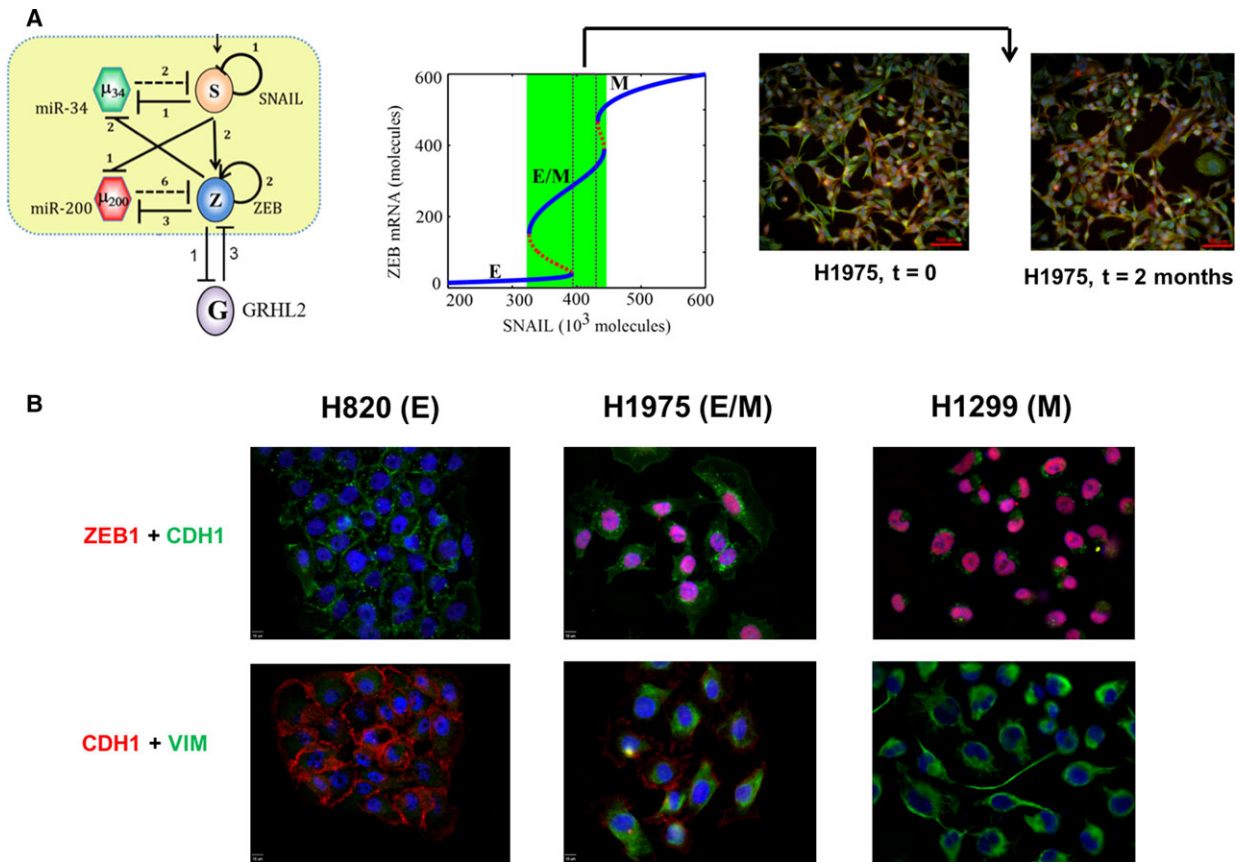 A
μ34
2
S
1
SNAIL
miR-34
1
2
2
1
μ200
6
Z
2
miR-200
3
ZEB
1
3
G
GRHL2
ZEB mRNA (molecules)
600
400
200
0
M
E/M
E
200
300
400
500
600
SNAIL (10³ molecules)
H1975, t = 0
H1975, t = 2 months
B
H820 (E)
H1975 (E/M)
H1299 (M)
ZEB1 + CDH1
CDH1 + VIM